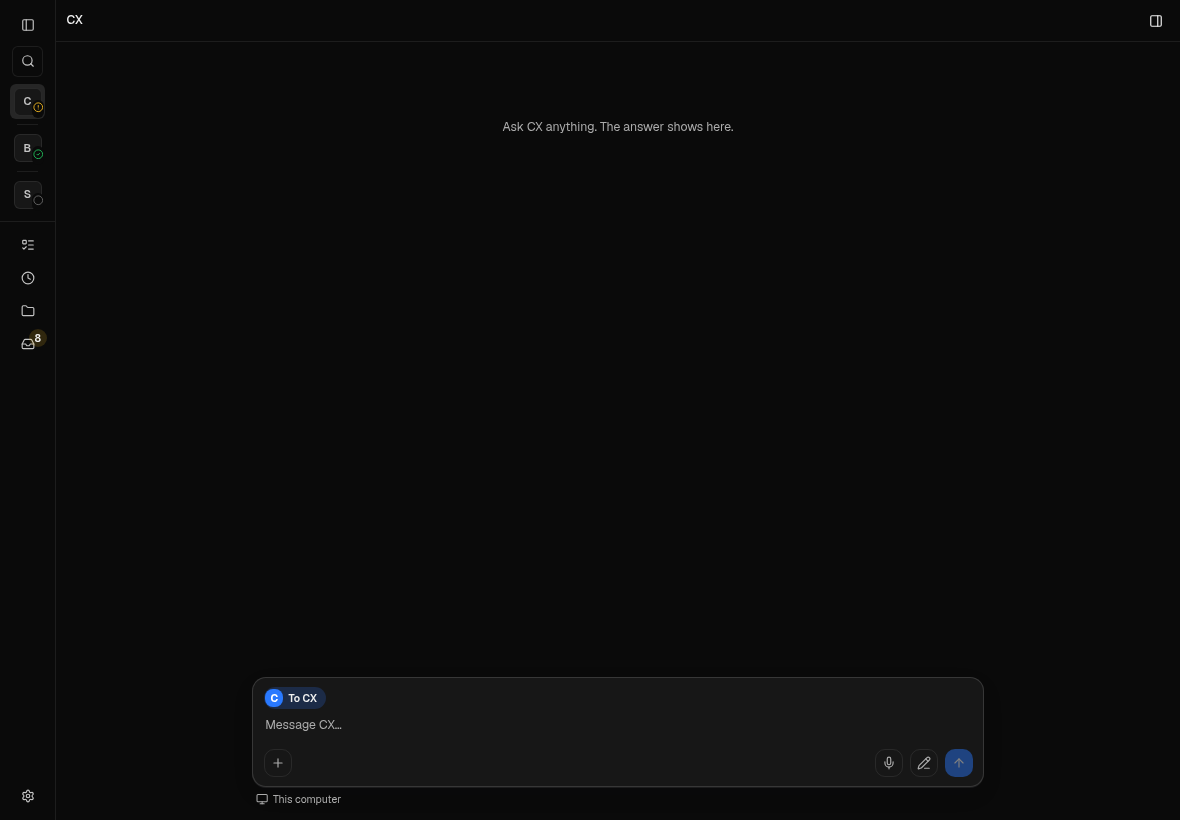 CX
C
B
S
8
Ask CX anything. The answer shows here.
C To CX
Message CX…
This computer